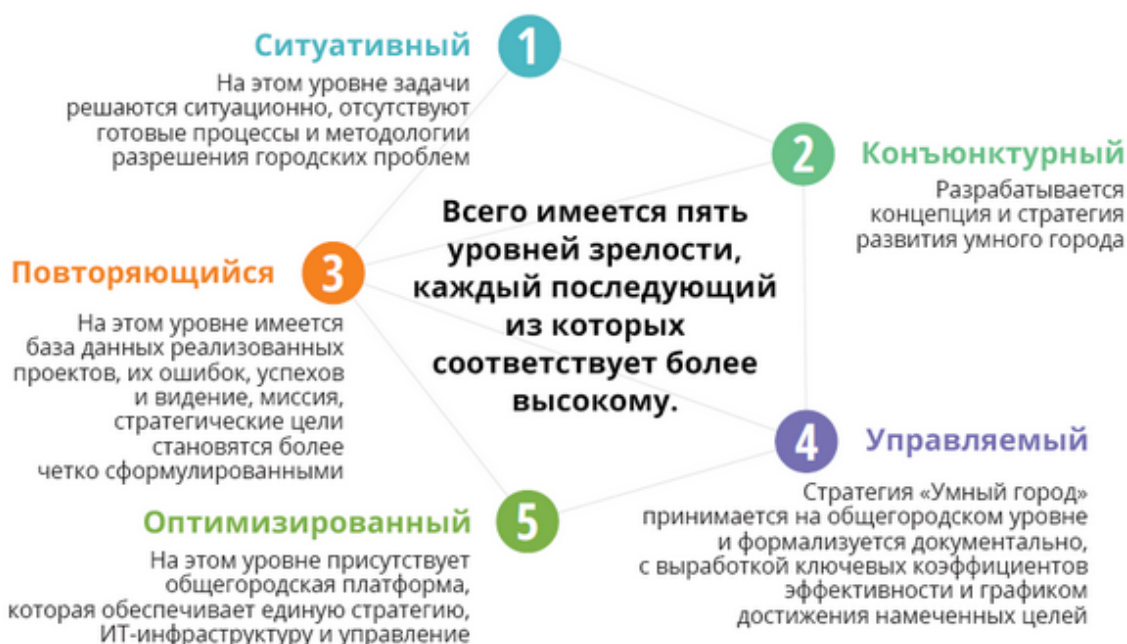 Ситуативный
1
На этом уровне задачи
решаются ситуационно, отсутствуют
готовые процессы и методологии
разрешения городских проблем
2
Конъюнктурный
Разрабатывается
концепция и стратегия
развития умного города
Всего имеется пять
уровней зрелости,
каждый последующий
из которых
соответствует более
высокому.
Повторяющийся
3
На этом уровне имеется
база данных реализованных
проектов, их ошибок, успехов
и видение, миссия,
стратегические цели
становятся более
четко сформулированными
4
Управляемый
Стратегия «Умный город»
принимается на общегородском уровне
и формализуется документально,
с выработкой ключевых коэффициентов
эффективности и графиком
достижения намеченных целей
Оптимизированный
5
На этом уровне присутствует
общегородская платформа,
которая обеспечивает единую стратегию,
ИТ-инфраструктуру и управление